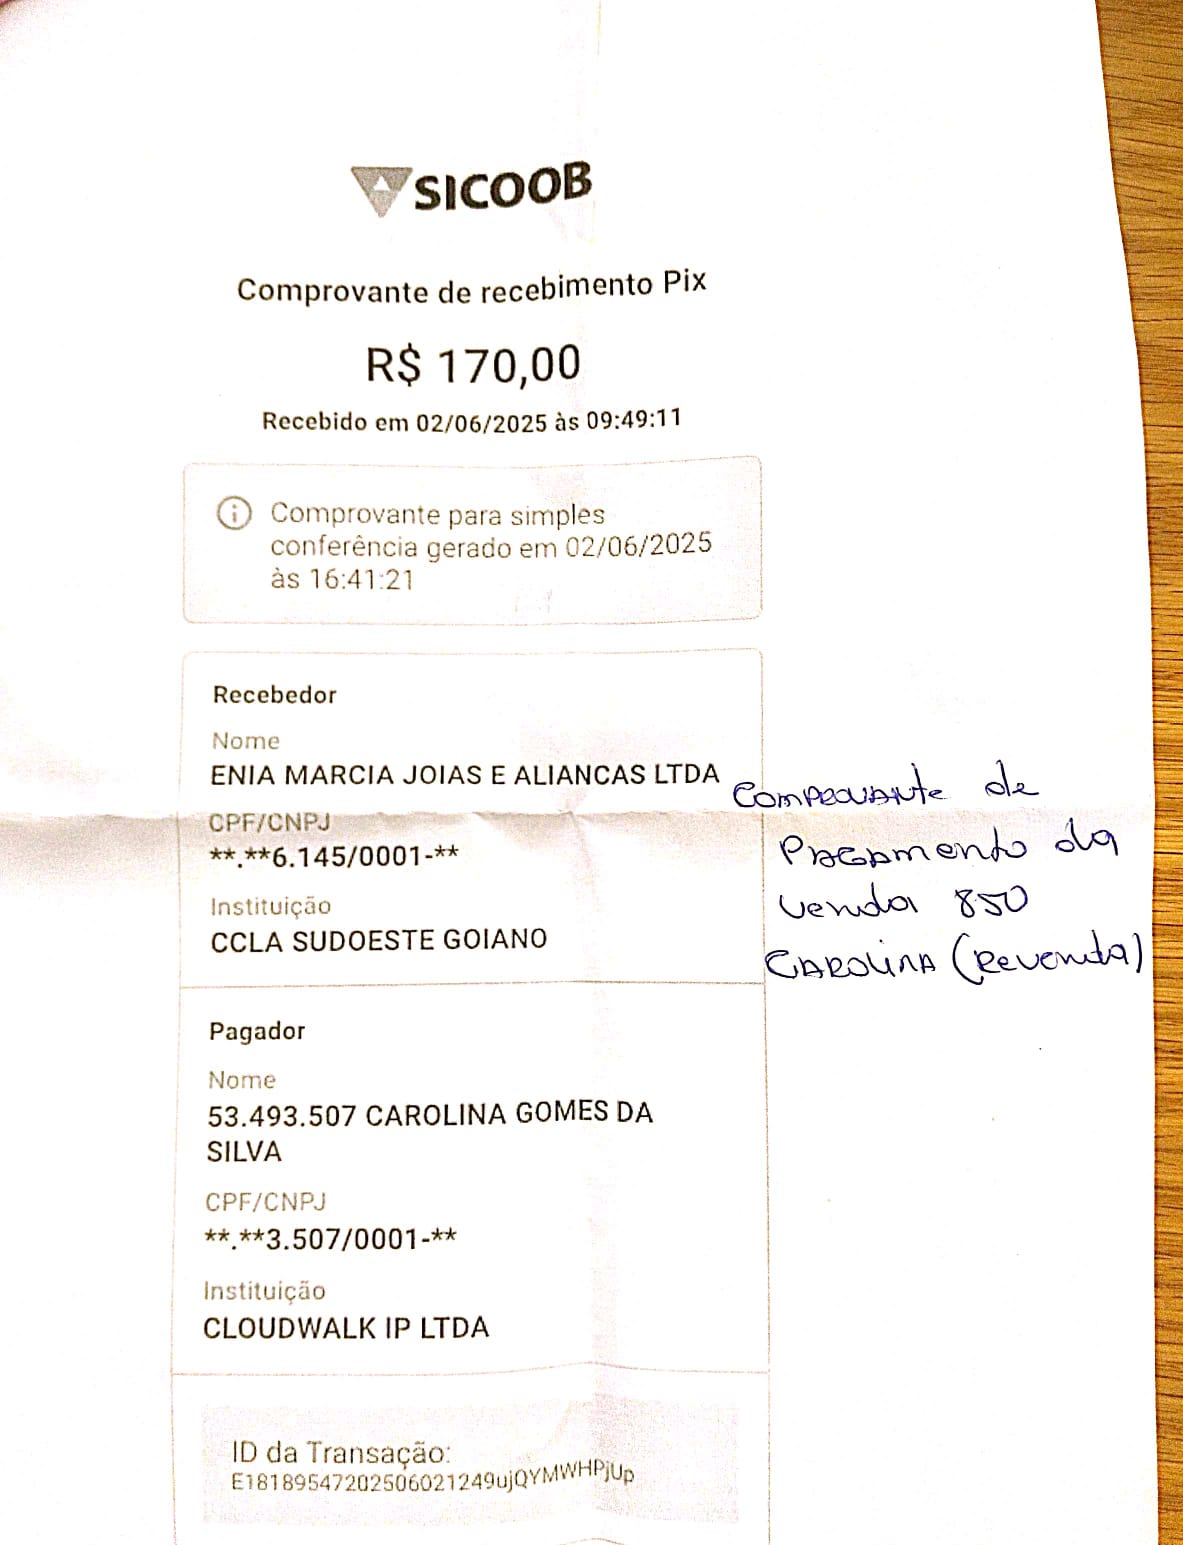 SICOOB
Comprovante de recebimento Pix
R$ 170,00
Recebido em 02/06/2025 às 09:49:11
Comprovante para simples
conferência gerado em 02/06/2025
às 16:41:21
Recebedor
Nome
ENIA MARCIA JOIAS E ALIANCAS LTDA
CPF/CNPJ
**.**6.145/0001-**
Instituição
CCLA SUDOESTE GOIANO
Comprovante de
Pagamento da
venda 850
CAROLINA (Revenda)
Pagador
Nome
53.493.507 CAROLINA GOMES DA
SILVA
CPF/CNPJ
**.**3.507/0001-**
Instituição
CLOUDWALK IP LTDA
ID da Transação:
E18189547202506021249ujQYMWHPjUp